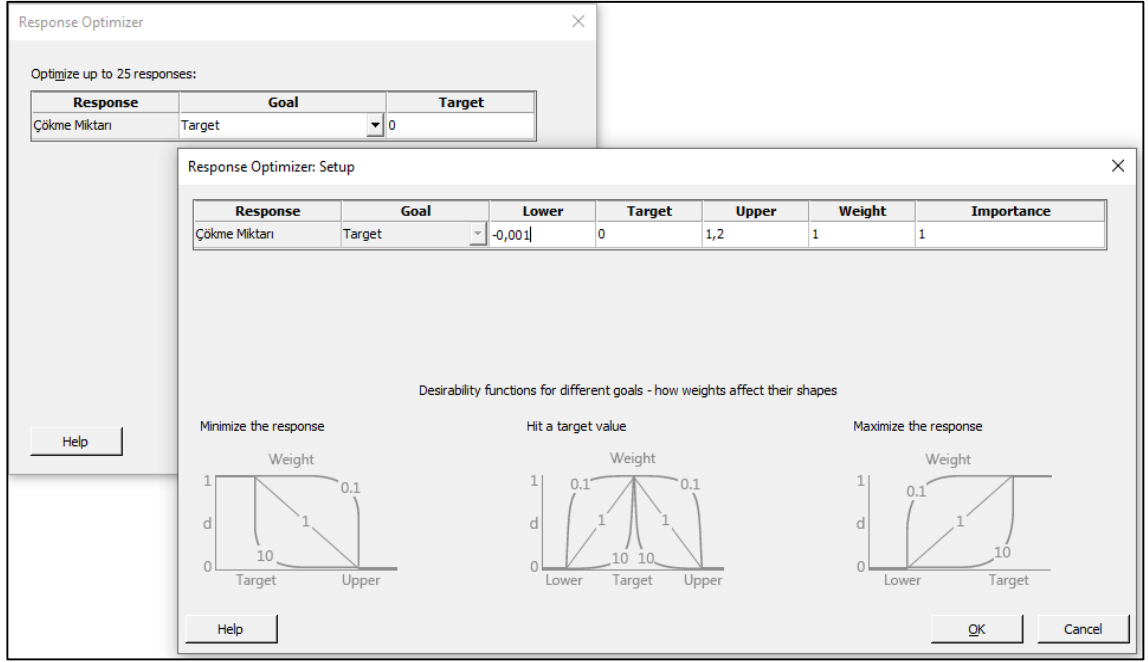 Response Optimizer
Optimize up to 25 responses:
Response Goal Target
Çökme Miktarı Target 0
Help
Response Optimizer: Setup
Response Goal Lower Target Upper Weight Importance
Çökme Miktarı Target -0,001 0 1,2 1 1
Desirability functions for different goals - how weights affect their shapes
Minimize the response
Weight
1
0.1
d
1
10
0
Target Upper
Hit a target value
Weight
1
0.1 0.1
d
1 1
10 10
0
Lower Target Upper
Maximize the response
Weight
1
0.1
d
1
10
0
Lower Target
Help OK Cancel